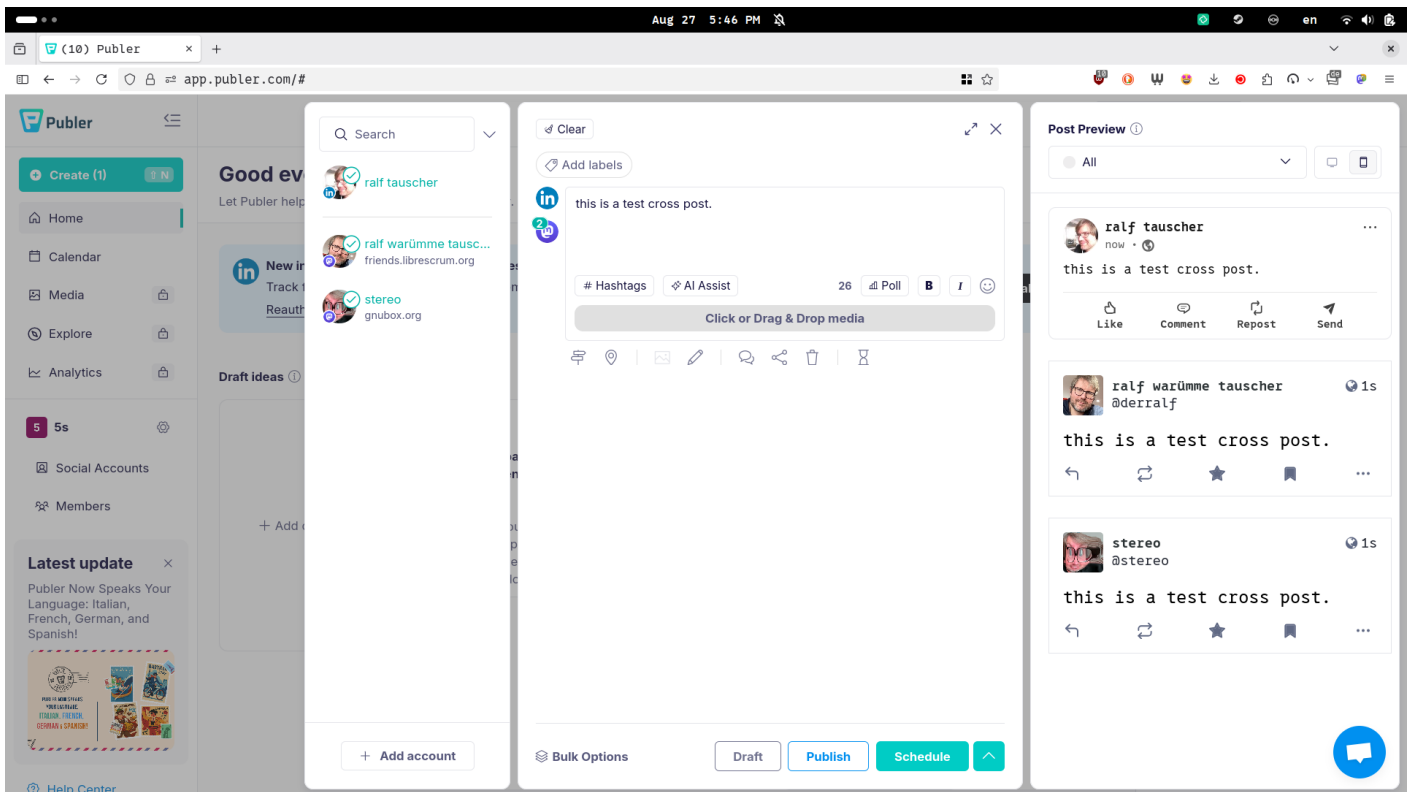 Aug 27 5:46 PM
en
(10) Publer
app.publer.com/#
Publer
Create (1)
N
Home
Calendar
Media
Explore
Analytics
5 5s
Social Accounts
Members
Latest update
Publer Now Speaks Your
Language: Italian,
French, German, and
Spanish!
ITALIAN, FRENCH,
GERMAN & SPANISH!
Help Center
Good ev
Let Publer help
New in
Track
Reauth
Draft ideas
+ Add
Search
ralf tauscher
ralf warümme tausc...
friends.librescrum.org
stereo
gnubox.org
+ Add account
Clear
Add labels
2
this is a test cross post.
# Hashtags
AI Assist
26
Poll
B
I
Click or Drag & Drop media
Bulk Options
Draft
Publish
Schedule
Post Preview
All
ralf tauscher
now
this is a test cross post.
Like
Comment
Repost
Send
ralf warümme tauscher
1s
@derralf
this is a test cross post.
stereo
1s
@stereo
this is a test cross post.